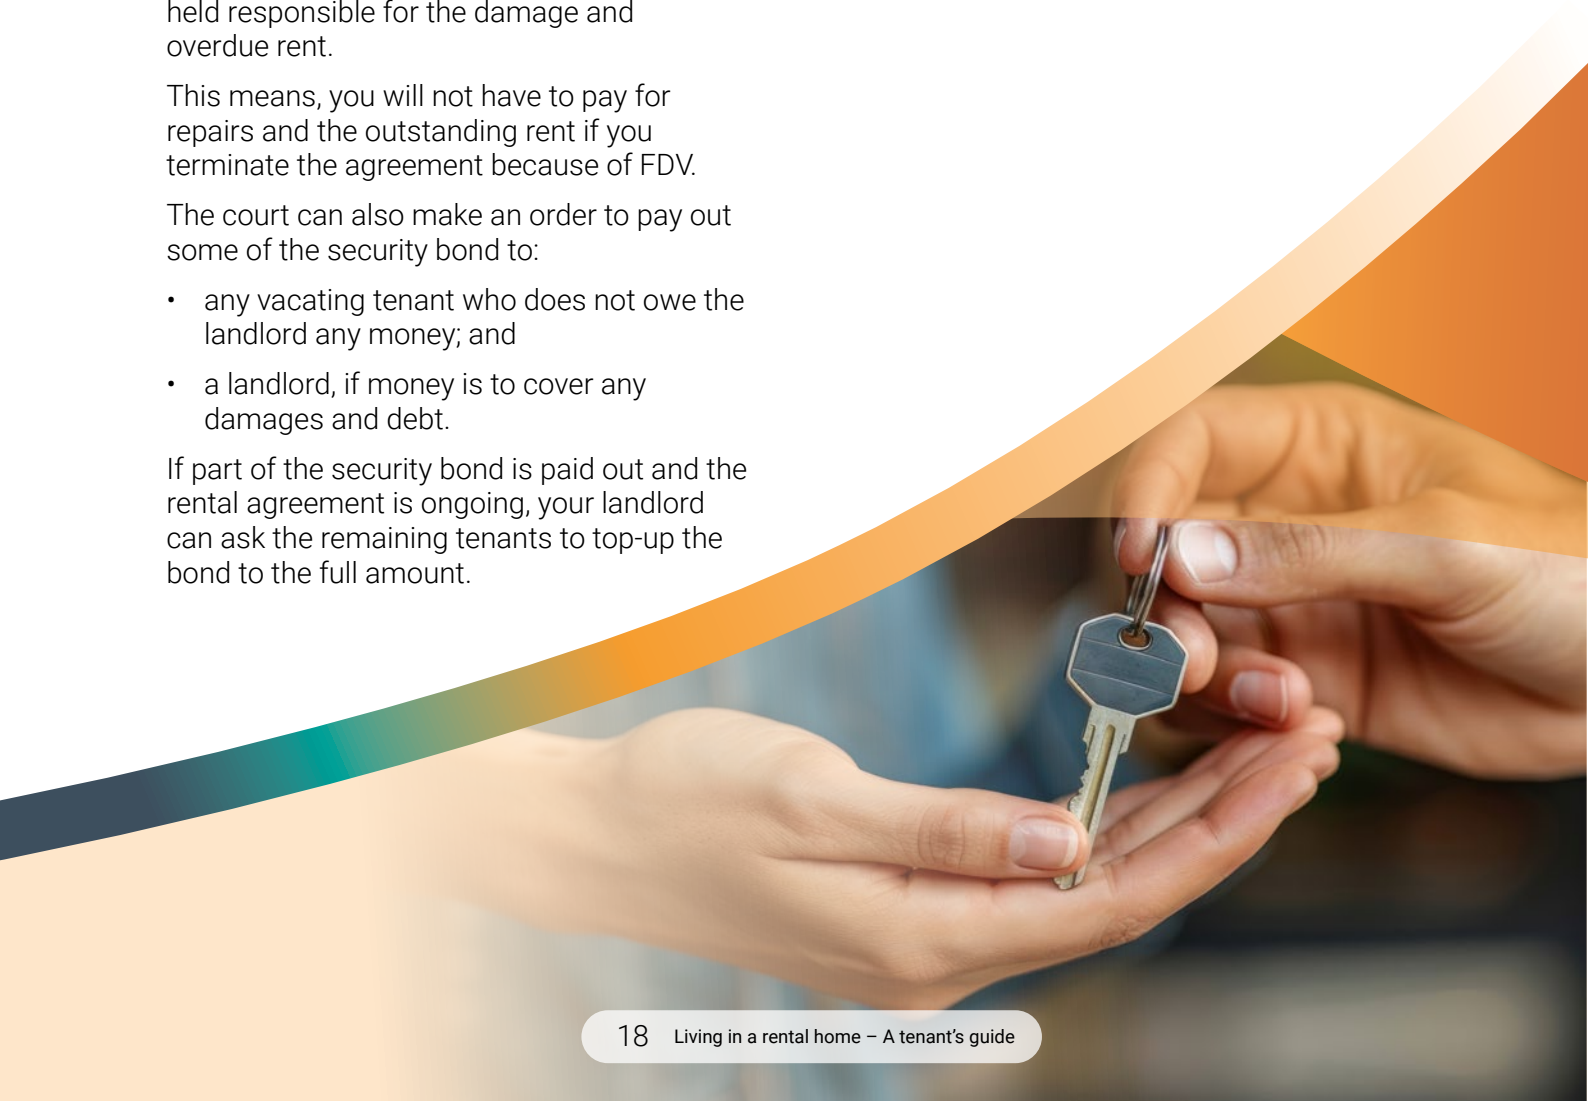 held responsible for the damage and
overdue rent.
This means, you will not have to pay for
repairs and the outstanding rent if you
terminate the agreement because of FDV.
The court can also make an order to pay out
some of the security bond to:
• any vacating tenant who does not owe the
landlord any money; and
• a landlord, if money is to cover any
damages and debt.
If part of the security bond is paid out and the
rental agreement is ongoing, your landlord
can ask the remaining tenants to top-up the
bond to the full amount.
18 Living in a rental home – A tenant’s guide